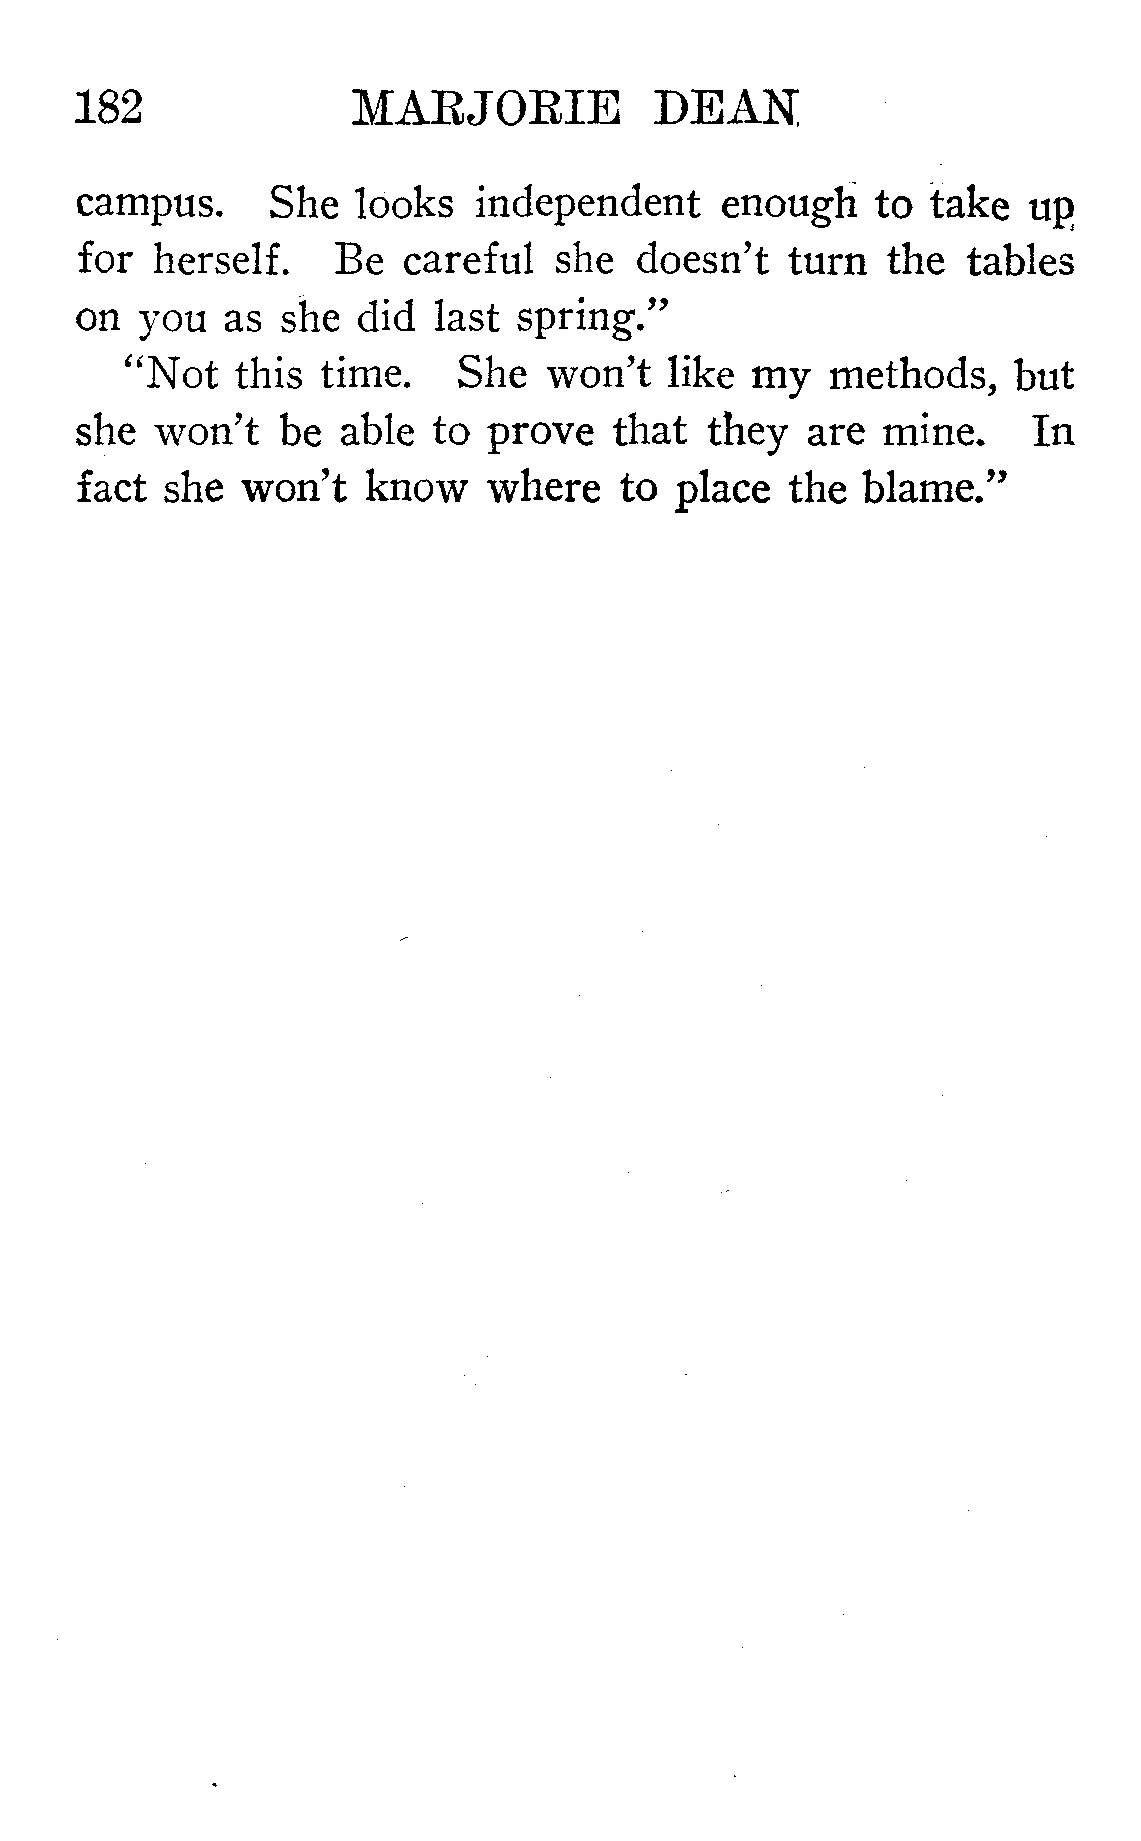 182 MARJORIE DEAN
campus. She looks independent enough to take up
for herself. Be careful she doesn't turn the tables
on you as she did last spring."
"Not this time. She won't like my methods, but
she won't be able to prove that they are mine. In
fact she won't know where to place the blame."